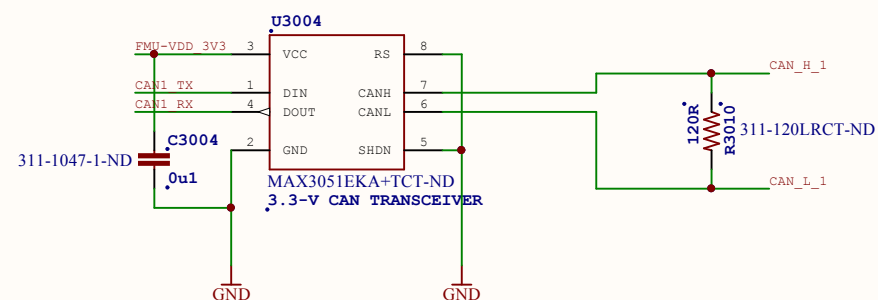 U3004
FMU-VDD_3V3
3
VCC
RS
8
CAN1_TX
1
DIN
CANH
7
CAN_H_1
CAN1_RX
4
DOUT
CANL
6
120R
R3010
311-120LRCT-ND
2
GND
SHDN
5
C3004
311-1047-1-ND
0u1
MAX3051EKA+TCT-ND
3.3-V CAN TRANSCEIVER
CAN_L_1
GND
GND